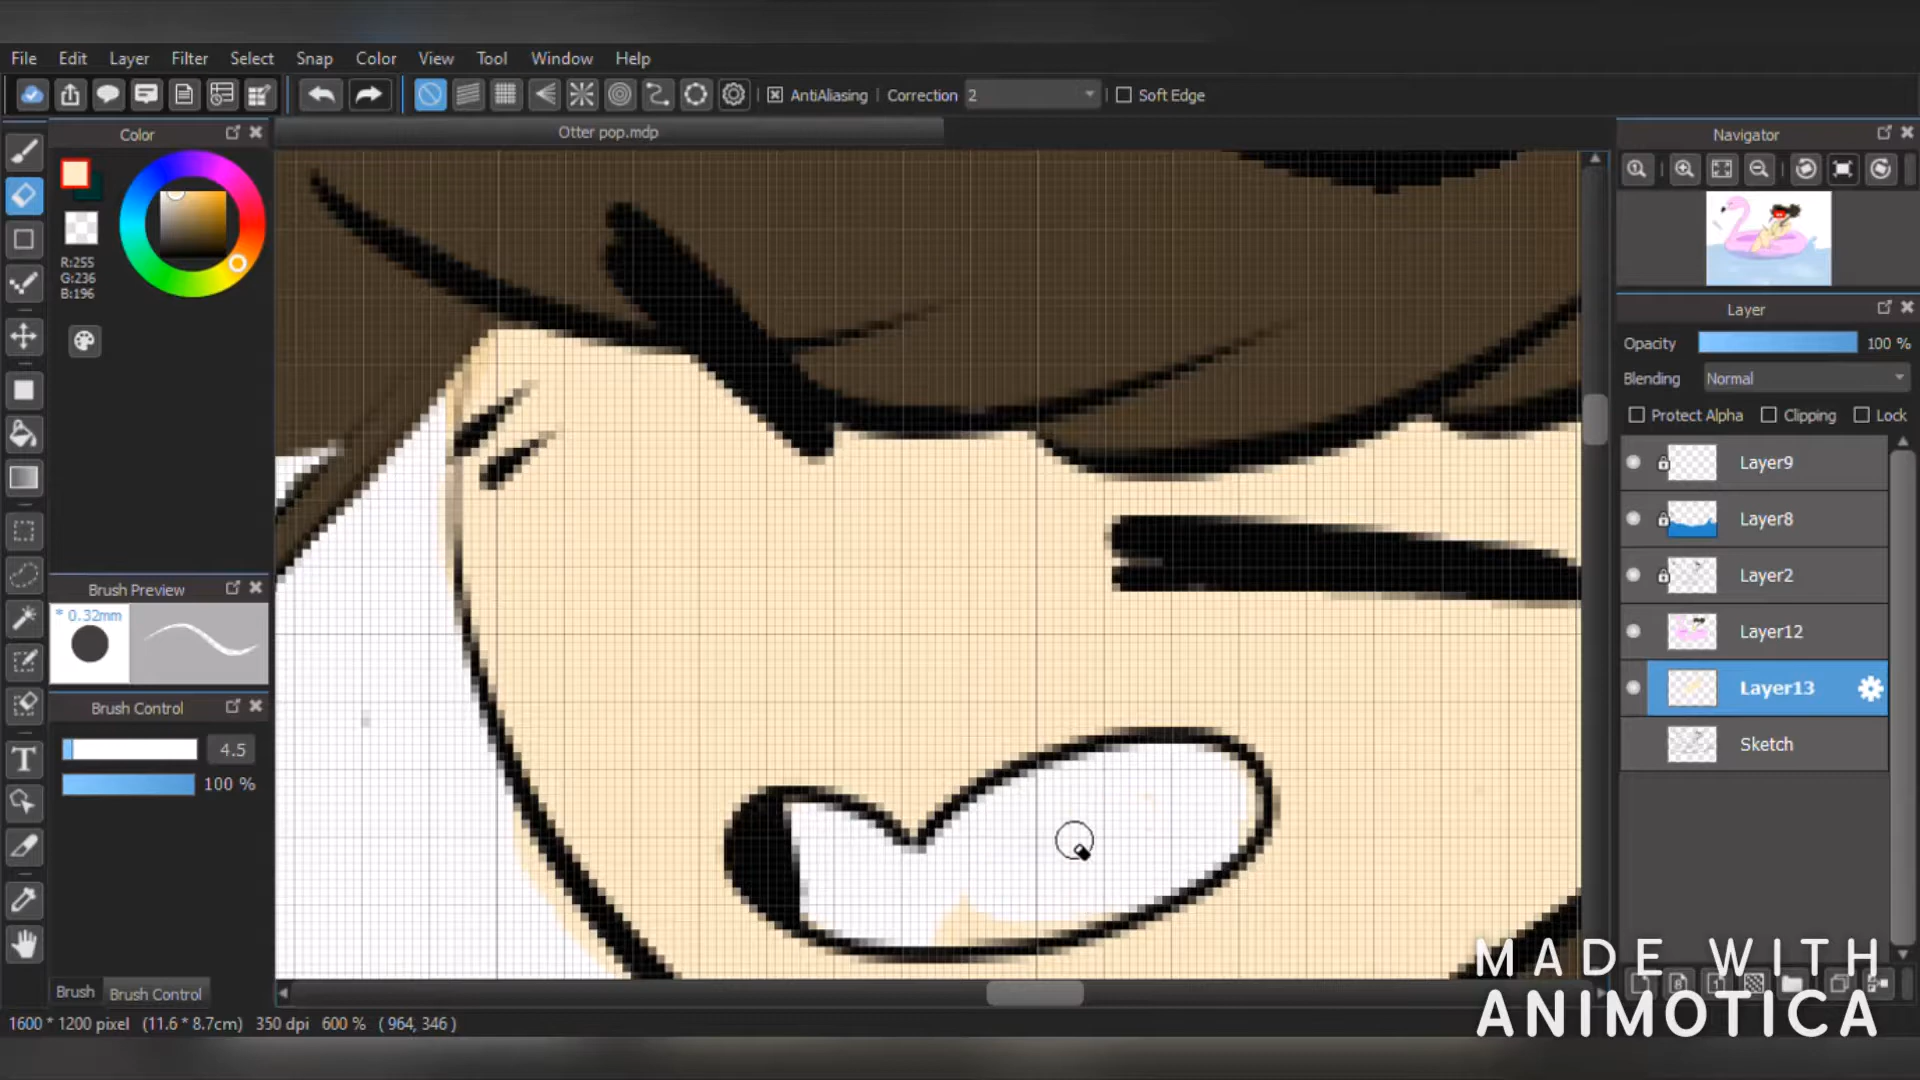 File Edit Layer Filter Select Snap Color View Tool Window Help
AntiAliasing Correction 2 Soft Edge
Color
Otter pop.mdp
Navigator
R:255
G:236
B:196
Layer
Opacity 100 %
Blending Normal
Protect Alpha Clipping Lock
Layer9
Layer8
Layer2
Layer12
Layer13
Sketch
Brush Preview
* 0.32mm
Brush Control
4.5
100 %
Brush Brush Control
1600 * 1200 pixel (11.6 * 8.7cm) 350 dpi 600 % ( 964, 346 )
MADE WITH
ANIMOTICA